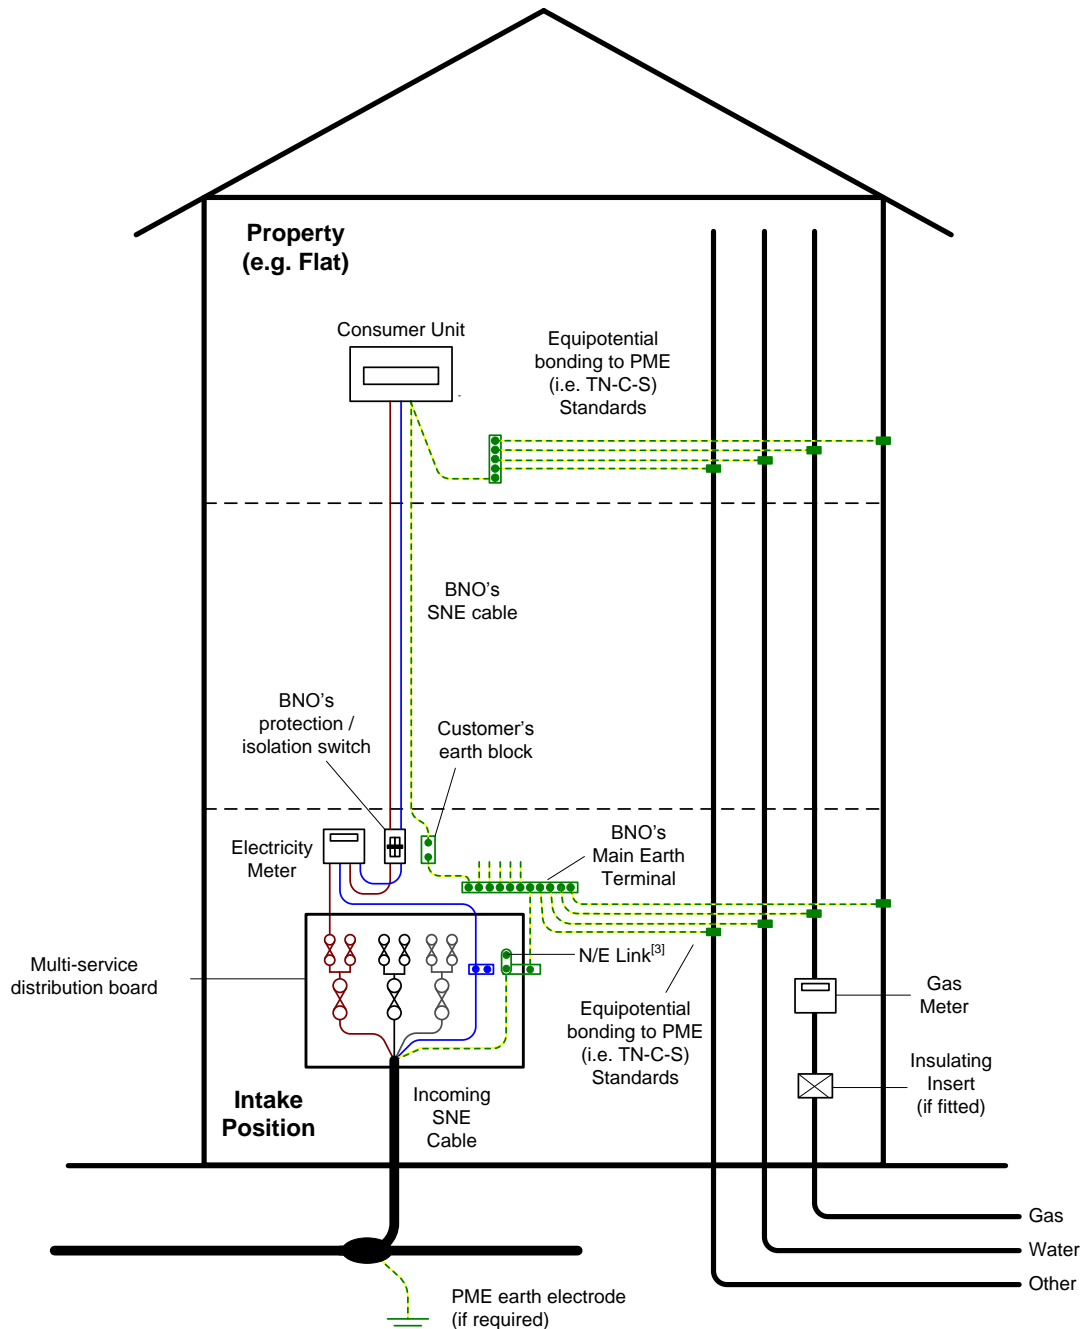 Property
(e.g. Flat)
Consumer Unit
Equipotential
bonding to PME
(i.e. TN-C-S)
Standards
BNO's
SNE cable
BNO's
protection /
isolation switch
Customer's
earth block
Electricity
Meter
BNO's
Main Earth
Terminal
Multi-service
distribution board
N/E Link[3]
Equipotential
bonding to PME
(i.e. TN-C-S)
Standards
Gas
Meter
Insulating
Insert
(if fitted)
Intake
Position
Incoming
SNE
Cable
Gas
Water
Other
PME earth electrode
(if required)